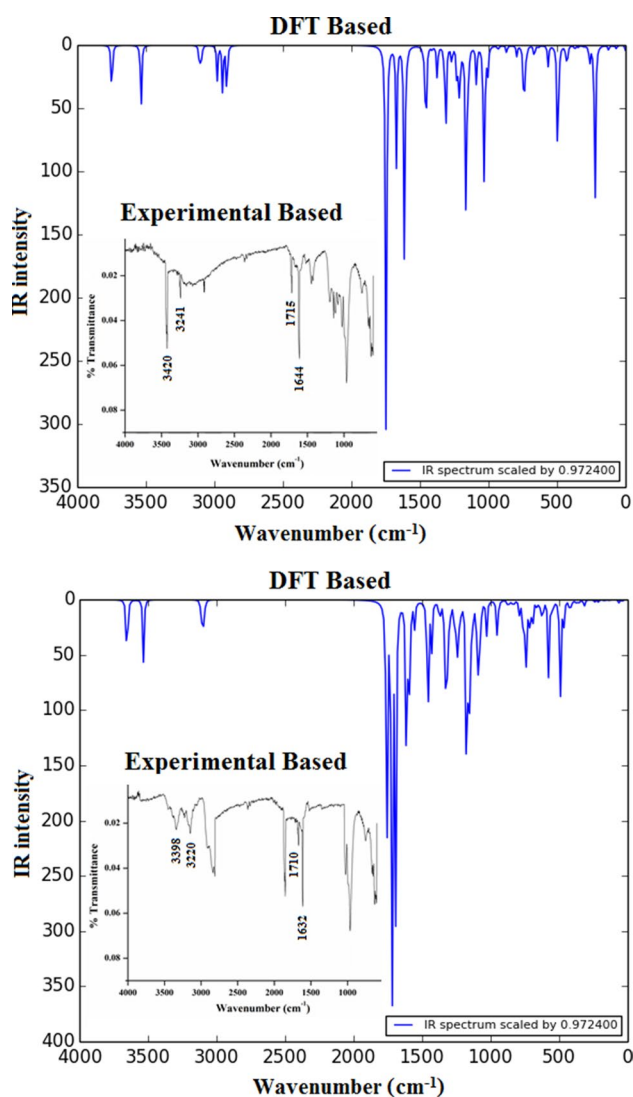 DFT Based
0
50
100
150
200
250
300
350
IR intensity
Experimental Based
0.02
0.04
0.06
0.08
% Transmittance
3420
3241
1715
1644
4000 3500 3000 2500 2000 1500 1000
Wavenumber (cm⁻¹)
IR spectrum scaled by 0.972400
4000 3500 3000 2500 2000 1500 1000 500 0
Wavenumber (cm⁻¹)
DFT Based
0
50
100
150
200
250
300
350
400
IR intensity
Experimental Based
0.02
0.04
0.06
0.08
% Transmittance
3398
3220
1710
1632
4000 3500 3000 2500 2000 1500 1000
Wavenumber (cm⁻¹)
IR spectrum scaled by 0.972400
4000 3500 3000 2500 2000 1500 1000 500 0
Wavenumber (cm⁻¹)